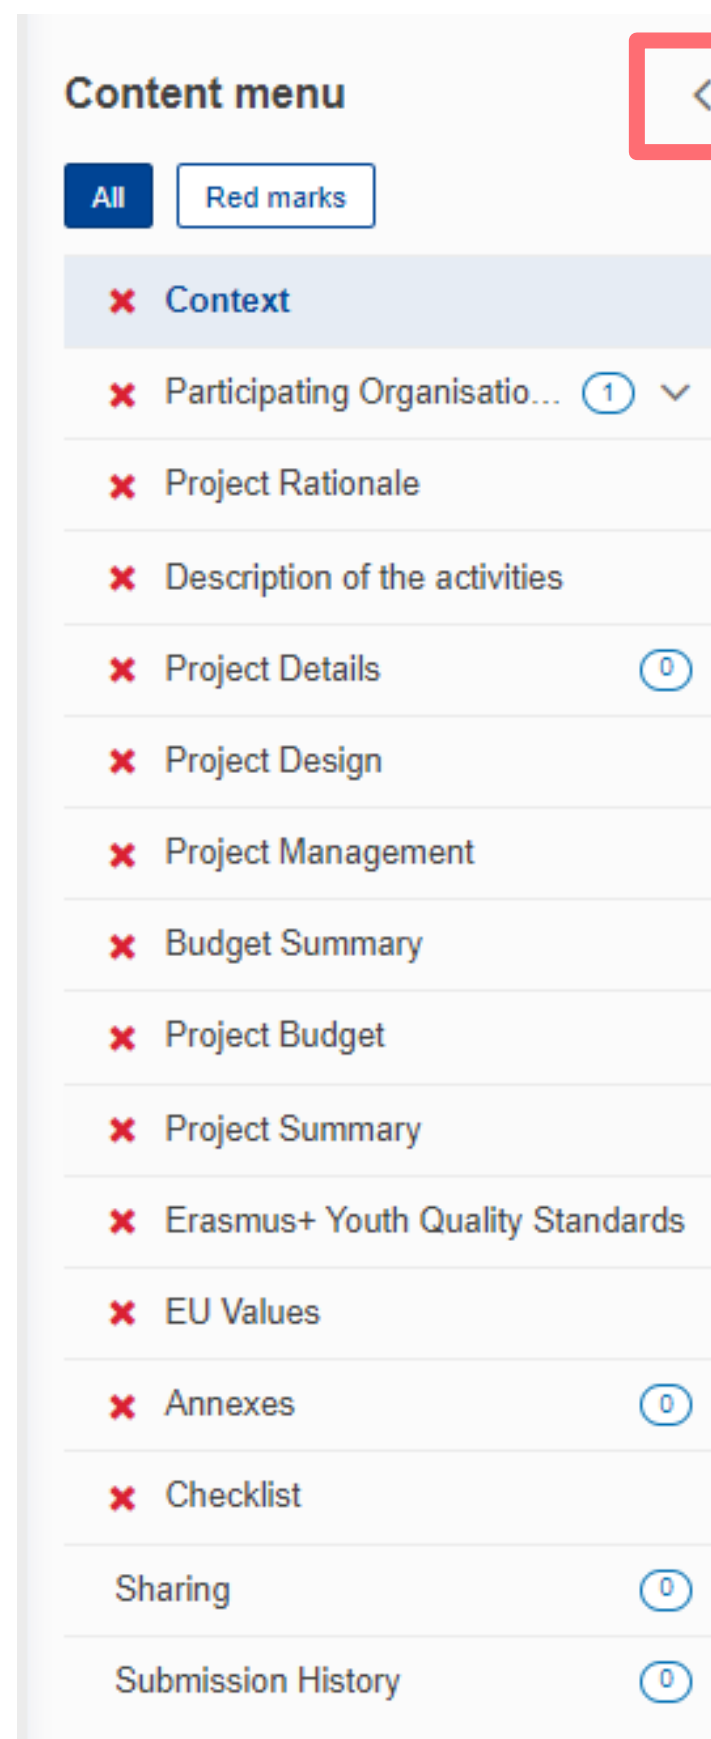 Content menu
All Red marks
Context
Participating Organisatio... 1
Project Rationale
Description of the activities
Project Details 0
Project Design
Project Management
Budget Summary
Project Budget
Project Summary
Erasmus+ Youth Quality Standards
EU Values
Annexes 0
Checklist
Sharing 0
Submission History 0